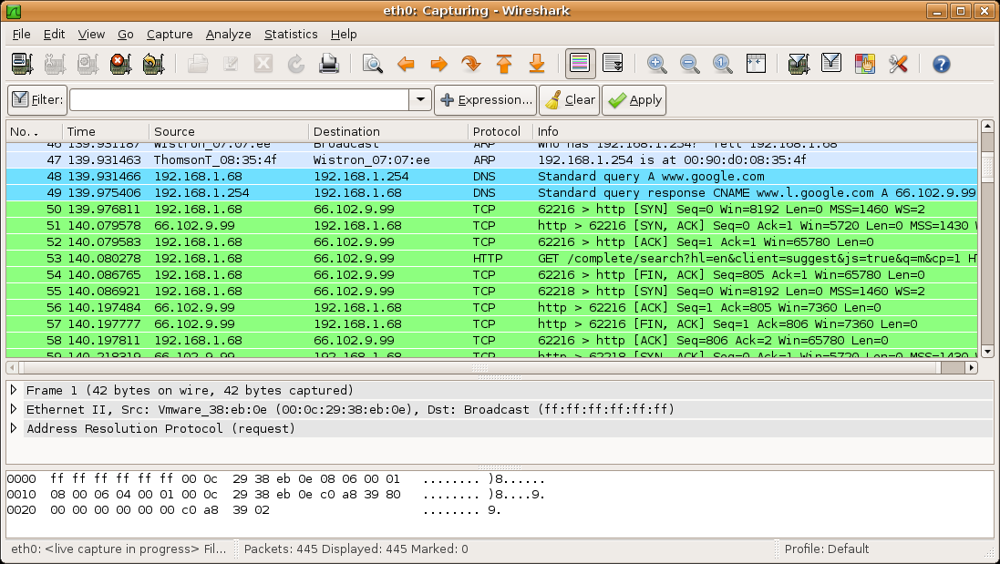 eth0: Capturing - Wireshark
File Edit View Go Capture Analyze Statistics Help
Filter: Expression... Clear Apply
No. . Time Source Destination Protocol Info
46 139.931187 Wistron_07:07:ee Broadcast ARP Who has 192.168.1.254? Tell 192.168.1.68
47 139.931463 ThomsonT_08:35:4f Wistron_07:07:ee ARP 192.168.1.254 is at 00:90:d0:08:35:4f
48 139.931466 192.168.1.68 192.168.1.254 DNS Standard query A www.google.com
49 139.975406 192.168.1.254 192.168.1.68 DNS Standard query response CNAME www.l.google.com A 66.102.9.99
50 139.976811 192.168.1.68 66.102.9.99 TCP 62216 > http [SYN] Seq=0 Win=8192 Len=0 MSS=1460 WS=2
51 140.079578 66.102.9.99 192.168.1.68 TCP http > 62216 [SYN, ACK] Seq=0 Ack=1 Win=5720 Len=0 MSS=1430
52 140.079583 192.168.1.68 66.102.9.99 TCP 62216 > http [ACK] Seq=1 Ack=1 Win=65780 Len=0
53 140.080278 192.168.1.68 66.102.9.99 HTTP GET /complete/search?hl=en&client=suggest&js=true&q=m&cp=1
54 140.086765 192.168.1.68 66.102.9.99 TCP 62216 > http [FIN, ACK] Seq=805 Ack=1 Win=65780 Len=0
55 140.086921 192.168.1.68 66.102.9.99 TCP 62218 > http [SYN] Seq=0 Win=8192 Len=0 MSS=1460 WS=2
56 140.197484 66.102.9.99 192.168.1.68 TCP http > 62216 [ACK] Seq=1 Ack=805 Win=7360 Len=0
57 140.197777 66.102.9.99 192.168.1.68 TCP http > 62216 [FIN, ACK] Seq=1 Ack=806 Win=7360 Len=0
58 140.197811 192.168.1.68 66.102.9.99 TCP 62216 > http [ACK] Seq=806 Ack=2 Win=65780 Len=0
59 140.218319 66.102.9.99 192.168.1.68 TCP http > 62218 [SYN, ACK] Seq=0 Ack=1 Win=5720 Len=0 MSS=1430
Frame 1 (42 bytes on wire, 42 bytes captured)
Ethernet II, Src: Vmware_38:eb:0e (00:0c:29:38:eb:0e), Dst: Broadcast (ff:ff:ff:ff:ff:ff)
Address Resolution Protocol (request)
0000 ff ff ff ff ff ff 00 0c 29 38 eb 0e 08 06 00 01 ........ )8......
0010 08 00 06 04 00 01 00 0c 29 38 eb 0e c0 a8 39 80 ........ )8....9.
0020 00 00 00 00 00 00 c0 a8 39 02 ........ 9.
eth0: <live capture in progress> Fil... Packets: 445 Displayed: 445 Marked: 0 Profile: Default